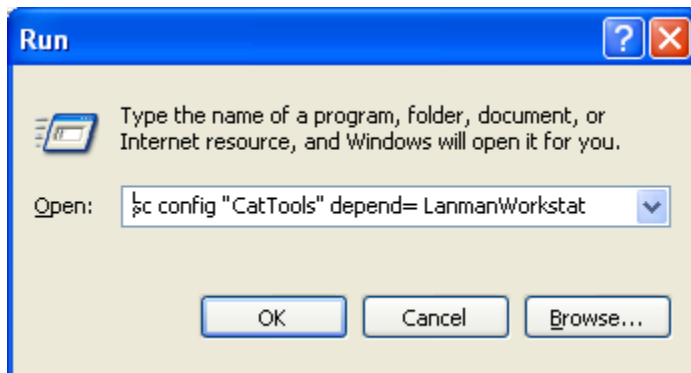 Run
Type the name of a program, folder, document, or
Internet resource, and Windows will open it for you.
Open: sc config "CatTools" depend= LanmanWorkstat
OK Cancel Browse...